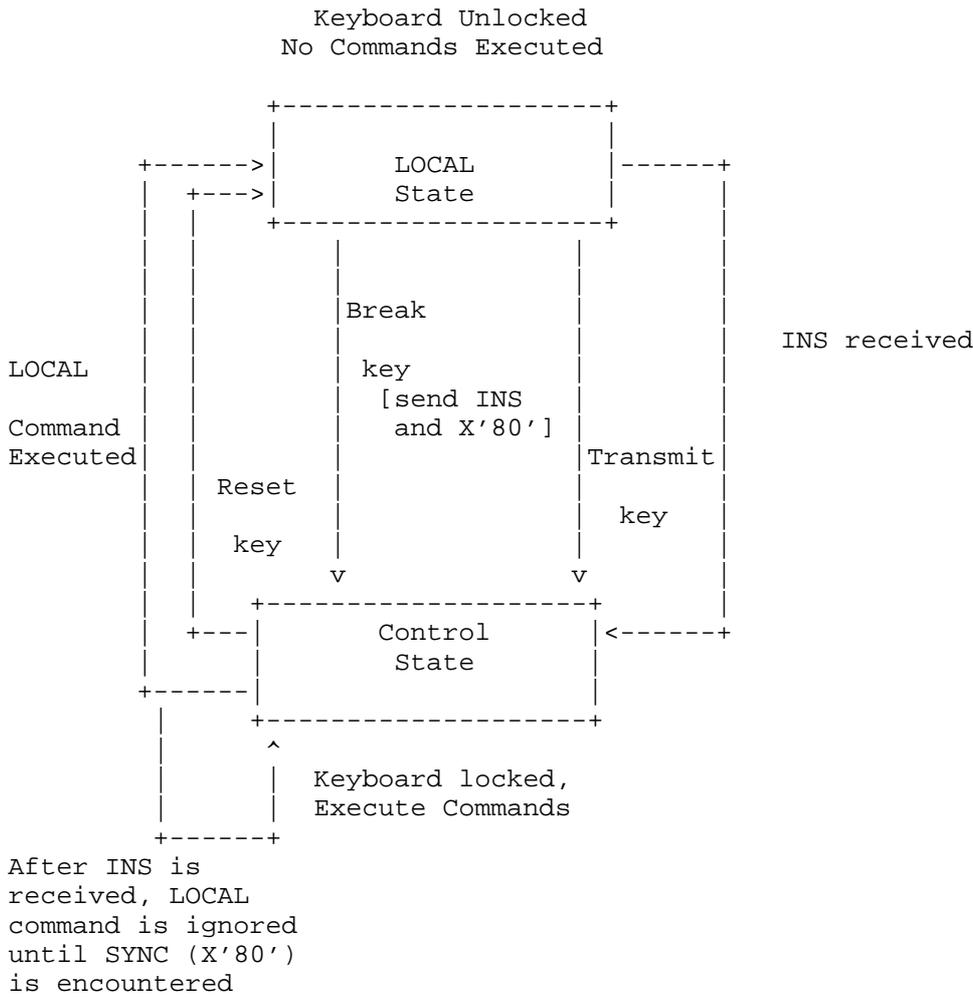 Keyboard Unlocked
No Commands Executed
LOCAL
State
Break
INS received
LOCAL key
[send INS
Command and X'80']
Executed Transmit
Reset
key
key
Control
State
Keyboard locked,
Execute Commands
After INS is
received, LOCAL
command is ignored
until SYNC (X'80')
is encountered